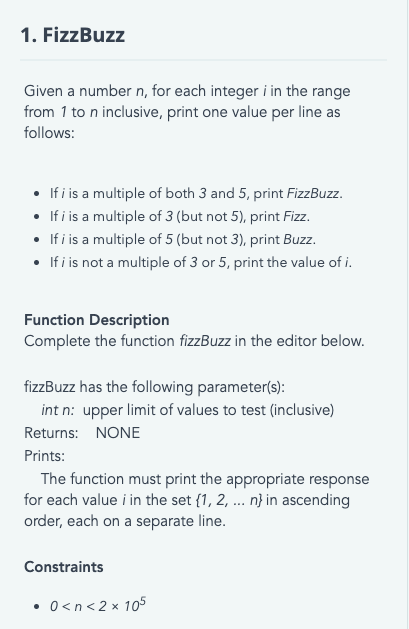 1. FizzBuzz
Given a number n, for each integer i in the range
from 1 to n inclusive, print one value per line as
follows:
• If i is a multiple of both 3 and 5, print FizzBuzz.
• If i is a multiple of 3 (but not 5), print Fizz.
• If i is a multiple of 5 (but not 3), print Buzz.
• If i is not a multiple of 3 or 5, print the value of i.
Function Description
Complete the function fizzBuzz in the editor below.
fizzBuzz has the following parameter(s):
int n: upper limit of values to test (inclusive)
Returns: NONE
Prints:
The function must print the appropriate response
for each value i in the set {1, 2, ... n} in ascending
order, each on a separate line.
Constraints
• 0 < n < 2 × 10⁵